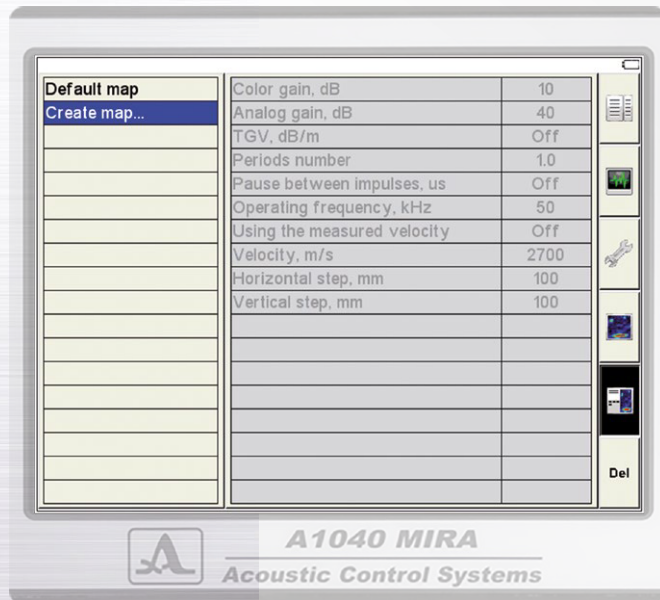 Default map
Create map...
Color gain, dB 10
Analog gain, dB 40
TGV, dB/m Off
Periods number 1.0
Pause between impulses, us Off
Operating frequency, kHz 50
Using the measured velocity Off
Velocity, m/s 2700
Horizontal step, mm 100
Vertical step, mm 100
Del
A1040 MIRA
Acoustic Control Systems